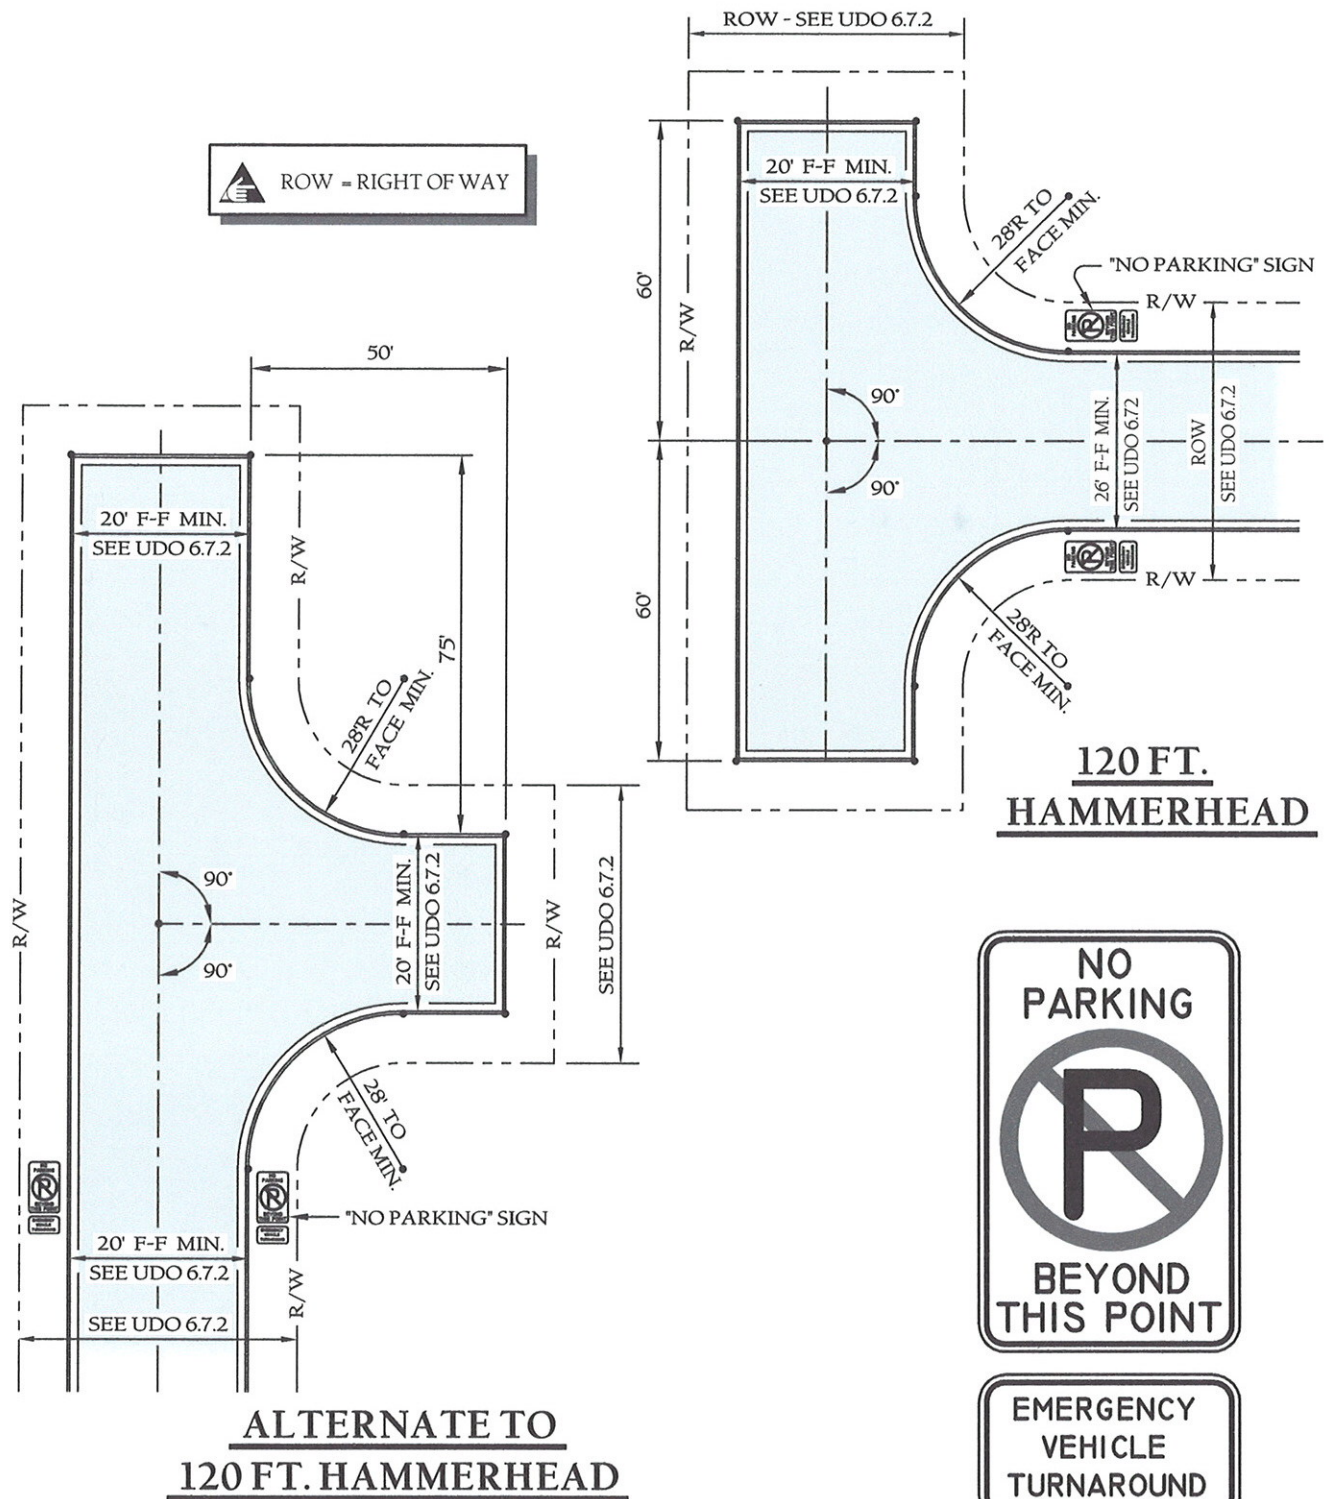 ROW - SEE UDO 6.7.2
ROW = RIGHT OF WAY
20' F-F MIN.
SEE UDO 6.7.2
28'R TO
FACE MIN.
"NO PARKING" SIGN
R/W
60'
R/W
90°
90°
26' F-F MIN.
SEE UDO 6.72
ROW
SEE UDO 6.7.2
60'
R/W
28'R TO
FACE MIN.
120 FT.
HAMMERHEAD
50'
20' F-F MIN.
SEE UDO 6.7.2
R/W
75'
28'R TO
FACE MIN.
R/W
90°
90°
20' F-F MIN.
SEE UDO 6.7.2
R/W
SEE UDO 6.7.2
28' TO
FACE MIN.
"NO PARKING" SIGN
20' F-F MIN.
SEE UDO 6.7.2
R/W
SEE UDO 6.7.2
ALTERNATE TO
120 FT. HAMMERHEAD
NO
PARKING
P
BEYOND
THIS POINT
EMERGENCY
VEHICLE
TURNAROUND